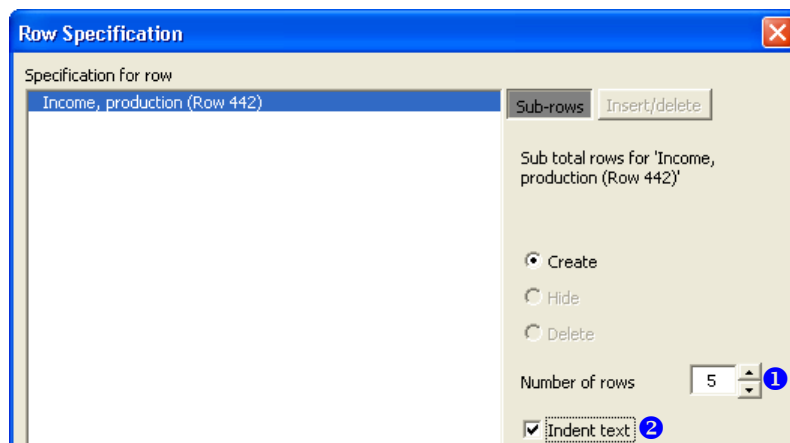 Row Specification
Specification for row
Income, production (Row 442)
Sub-rows
Insert/delete
Sub total rows for 'Income,
production (Row 442)'
Create
Hide
Delete
Number of rows
5
1
Indent text
2